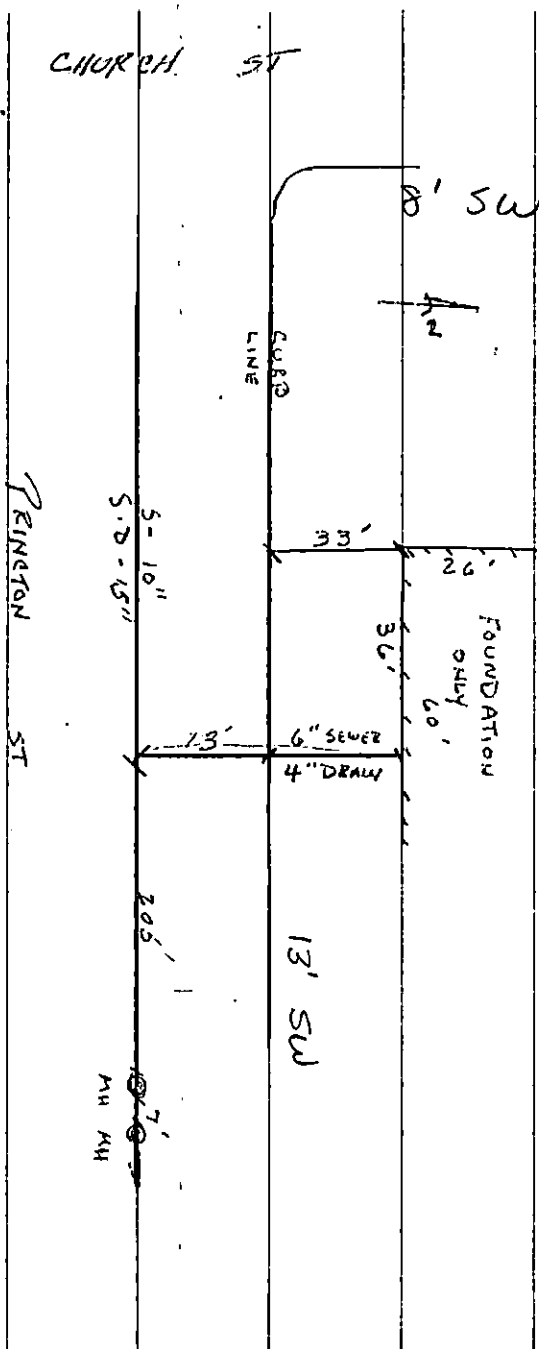 CHURCH ST
8' SW
CURB
LINE
33'
26'
FOUNDATION
ONLY
60'
36'
S - 10"
S.D - 15"
PRINCTON ST
13'
6" SEWER
4" DRAIN
205'
13' SW
7'
MH MH